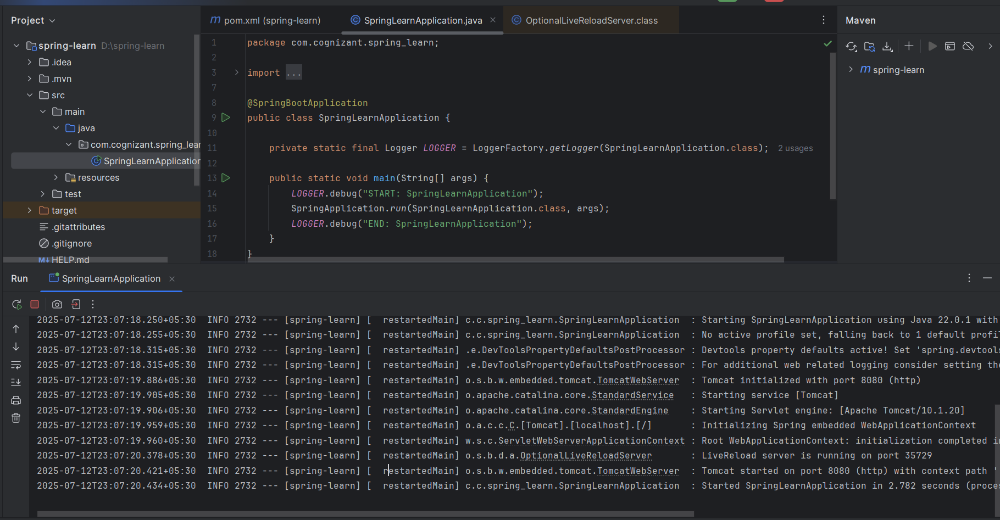 Project
pom.xml (spring-learn)
SpringLearnApplication.java
OptionalLiveReloadServer.class
Maven
spring-learn D:\spring-learn
.idea
.mvn
src
main
java
com.cognizant.spring_lear
SpringLearnApplication
resources
test
target
.gitattributes
.gitignore
M↓ HELP.md
1 package com.cognizant.spring_learn;
2
3 import ...
7
8 @SpringBootApplication
9 public class SpringLearnApplication {
10
11 private static final Logger LOGGER = LoggerFactory.getLogger(SpringLearnApplication.class); 2 usages
12
13 public static void main(String[] args) {
14 LOGGER.debug("START: SpringLearnApplication");
15 SpringApplication.run(SpringLearnApplication.class, args);
16 LOGGER.debug("END: SpringLearnApplication");
17 }
18 }
m spring-learn
Run
SpringLearnApplication
2025-07-12T23:07:18.250+05:30 INFO 2732 --- [spring-learn] [ restartedMain] c.c.spring_learn.SpringLearnApplication : Starting SpringLearnApplication using Java 22.0.1 with
2025-07-12T23:07:18.255+05:30 INFO 2732 --- [spring-learn] [ restartedMain] c.c.spring_learn.SpringLearnApplication : No active profile set, falling back to 1 default profil
2025-07-12T23:07:18.315+05:30 INFO 2732 --- [spring-learn] [ restartedMain] .e.DevToolsPropertyDefaultsPostProcessor : Devtools property defaults active! Set 'spring.devtools
2025-07-12T23:07:18.315+05:30 INFO 2732 --- [spring-learn] [ restartedMain] .e.DevToolsPropertyDefaultsPostProcessor : For additional web related logging consider setting the
2025-07-12T23:07:19.886+05:30 INFO 2732 --- [spring-learn] [ restartedMain] o.s.b.w.embedded.tomcat.TomcatWebServer : Tomcat initialized with port 8080 (http)
2025-07-12T23:07:19.905+05:30 INFO 2732 --- [spring-learn] [ restartedMain] o.apache.catalina.core.StandardService : Starting service [Tomcat]
2025-07-12T23:07:19.906+05:30 INFO 2732 --- [spring-learn] [ restartedMain] o.apache.catalina.core.StandardEngine : Starting Servlet engine: [Apache Tomcat/10.1.20]
2025-07-12T23:07:19.959+05:30 INFO 2732 --- [spring-learn] [ restartedMain] o.a.c.c.C.[Tomcat].[localhost].[/] : Initializing Spring embedded WebApplicationContext
2025-07-12T23:07:19.960+05:30 INFO 2732 --- [spring-learn] [ restartedMain] w.s.c.ServletWebServerApplicationContext : Root WebApplicationContext: initialization completed in
2025-07-12T23:07:20.378+05:30 INFO 2732 --- [spring-learn] [ restartedMain] o.s.b.d.a.OptionalLiveReloadServer : LiveReload server is running on port 35729
2025-07-12T23:07:20.421+05:30 INFO 2732 --- [spring-learn] [ restartedMain] o.s.b.w.embedded.tomcat.TomcatWebServer : Tomcat started on port 8080 (http) with context path '
2025-07-12T23:07:20.434+05:30 INFO 2732 --- [spring-learn] [ restartedMain] c.c.spring_learn.SpringLearnApplication : Started SpringLearnApplication in 2.782 seconds (proces